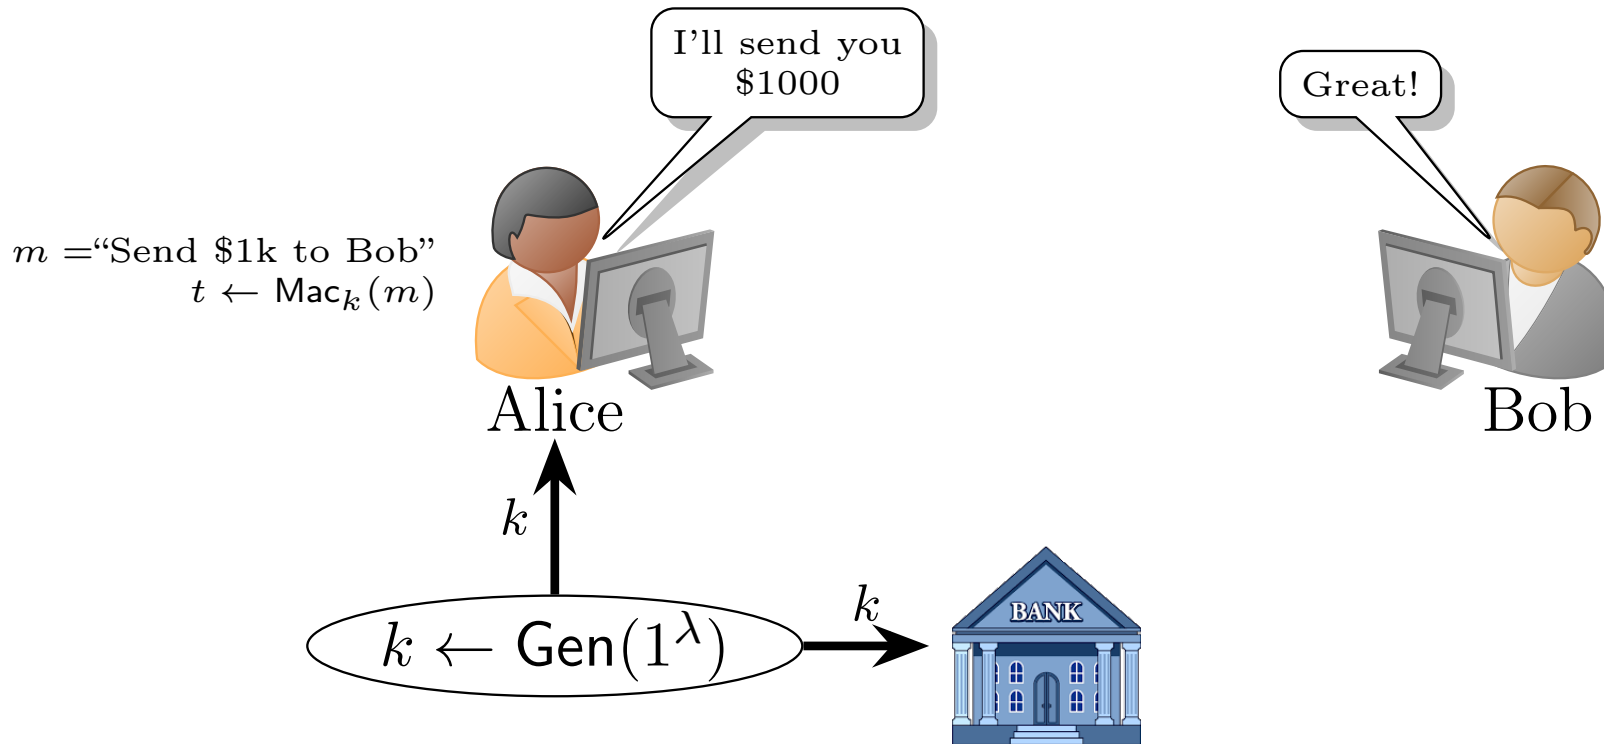 I'll send you
$1000
Great!
m =“Send $1k to Bob”
t ← Mac_k(m)
Alice
Bob
k
k
BANK
k ← Gen(1^λ)